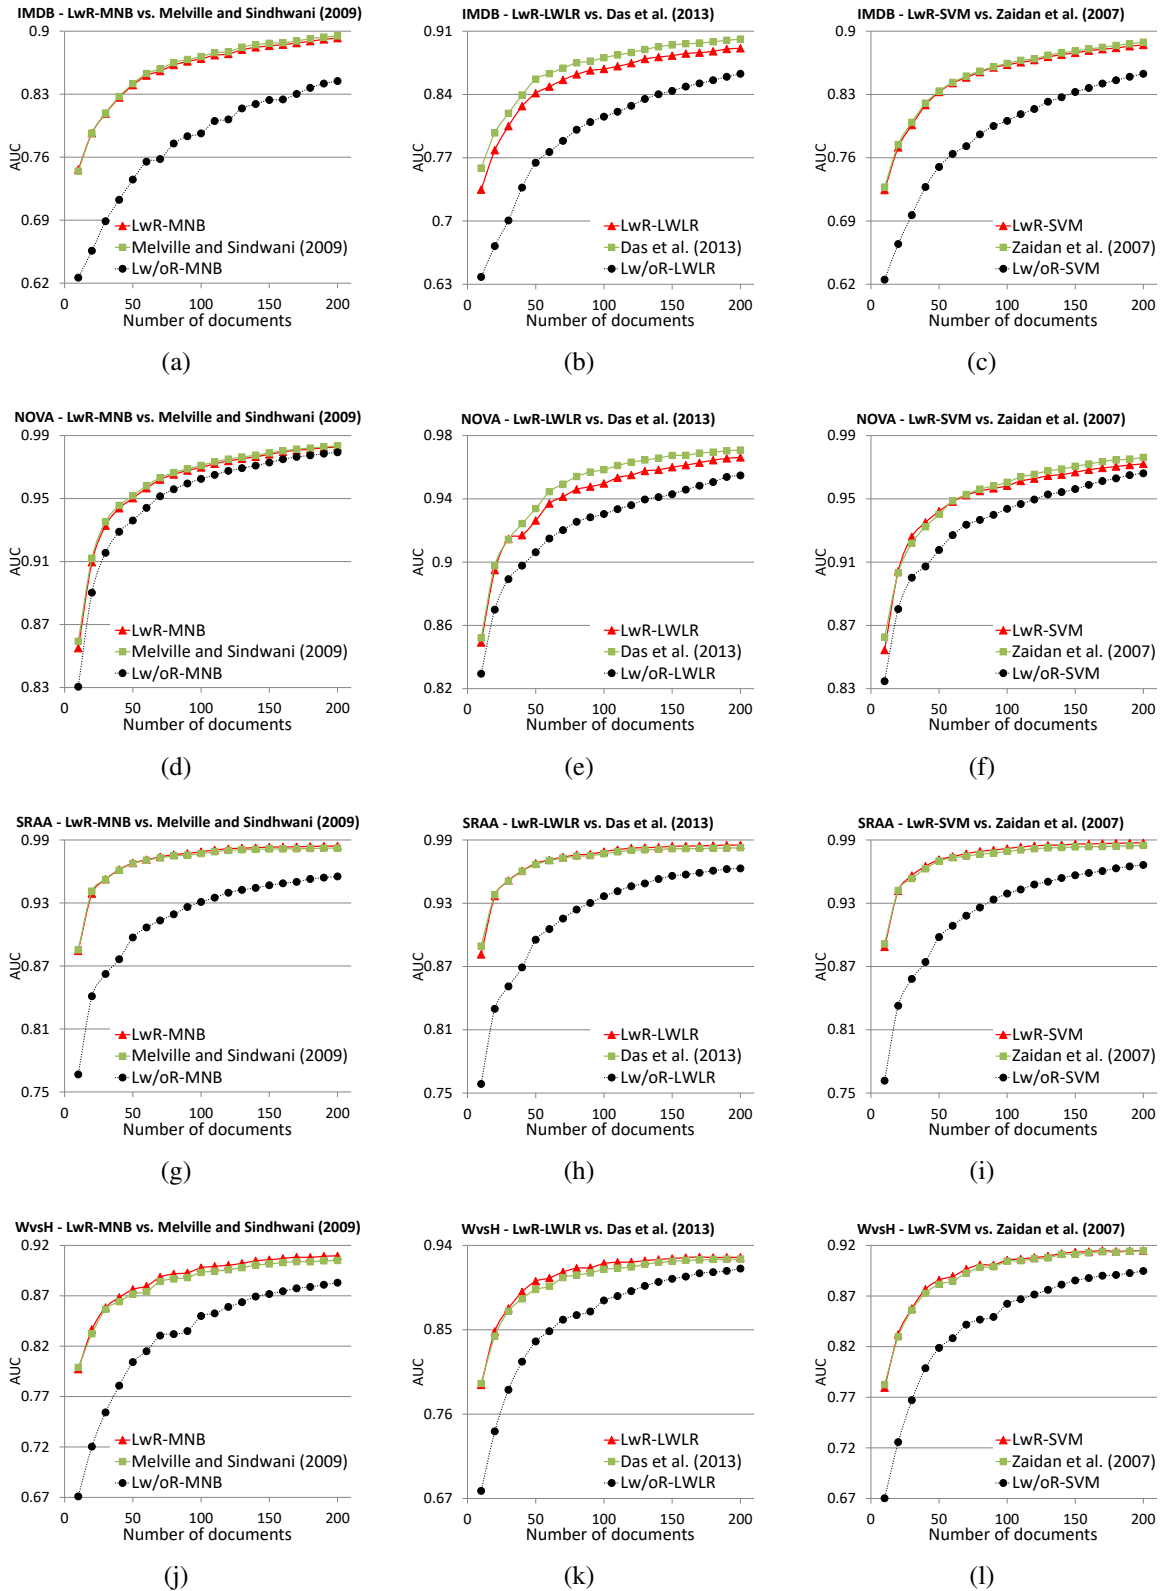 IMDB - LwR-MNB vs. Melville and Sindhwani (2009)
0.9
0.83
0.76
0.69
0.62
AUC
LwR-MNB
Melville and Sindwani (2009)
Lw/oR-MNB
0 50 100 150 200
Number of documents
(a)
IMDB - LwR-LWLR vs. Das et al. (2013)
0.91
0.84
0.77
0.7
0.63
AUC
LwR-LWLR
Das et al. (2013)
Lw/oR-LWLR
0 50 100 150 200
Number of documents
(b)
IMDB - LwR-SVM vs. Zaidan et al. (2007)
0.9
0.83
0.76
0.69
0.62
AUC
LwR-SVM
Zaidan et al. (2007)
Lw/oR-SVM
0 50 100 150 200
Number of documents
(c)
NOVA - LwR-MNB vs. Melville and Sindhwani (2009)
0.99
0.95
0.91
0.87
0.83
AUC
LwR-MNB
Melville and Sindwani (2009)
Lw/oR-MNB
0 50 100 150 200
Number of documents
(d)
NOVA - LwR-LWLR vs. Das et al. (2013)
0.98
0.94
0.9
0.86
0.82
AUC
LwR-LWLR
Das et al. (2013)
Lw/oR-LWLR
0 50 100 150 200
Number of documents
(e)
NOVA - LwR-SVM vs. Zaidan et al. (2007)
0.99
0.95
0.91
0.87
0.83
AUC
LwR-SVM
Zaidan et al. (2007)
Lw/oR-SVM
0 50 100 150 200
Number of documents
(f)
SRAA - LwR-MNB vs. Melville and Sindhwani (2009)
0.99
0.93
0.87
0.81
0.75
AUC
LwR-MNB
Melville and Sindwani (2009)
Lw/oR-MNB
0 50 100 150 200
Number of documents
(g)
SRAA - LwR-LWLR vs. Das et al. (2013)
0.99
0.93
0.87
0.81
0.75
AUC
LwR-LWLR
Das et al. (2013)
Lw/oR-LWLR
0 50 100 150 200
Number of documents
(h)
SRAA - LwR-SVM vs. Zaidan et al. (2007)
0.99
0.93
0.87
0.81
0.75
AUC
LwR-SVM
Zaidan et al. (2007)
Lw/oR-SVM
0 50 100 150 200
Number of documents
(i)
WvsH - LwR-MNB vs. Melville and Sindhwani (2009)
0.92
0.87
0.82
0.77
0.72
0.67
AUC
LwR-MNB
Melville and Sindwani (2009)
Lw/oR-MNB
0 50 100 150 200
Number of documents
(j)
WvsH - LwR-LWLR vs. Das et al. (2013)
0.94
0.85
0.76
0.67
AUC
LwR-LWLR
Das et al. (2013)
Lw/oR-LWLR
0 50 100 150 200
Number of documents
(k)
WvsH - LwR-SVM vs. Zaidan et al. (2007)
0.92
0.87
0.82
0.77
0.72
0.67
AUC
LwR-SVM
Zaidan et al. (2007)
Lw/oR-SVM
0 50 100 150 200
Number of documents
(l)